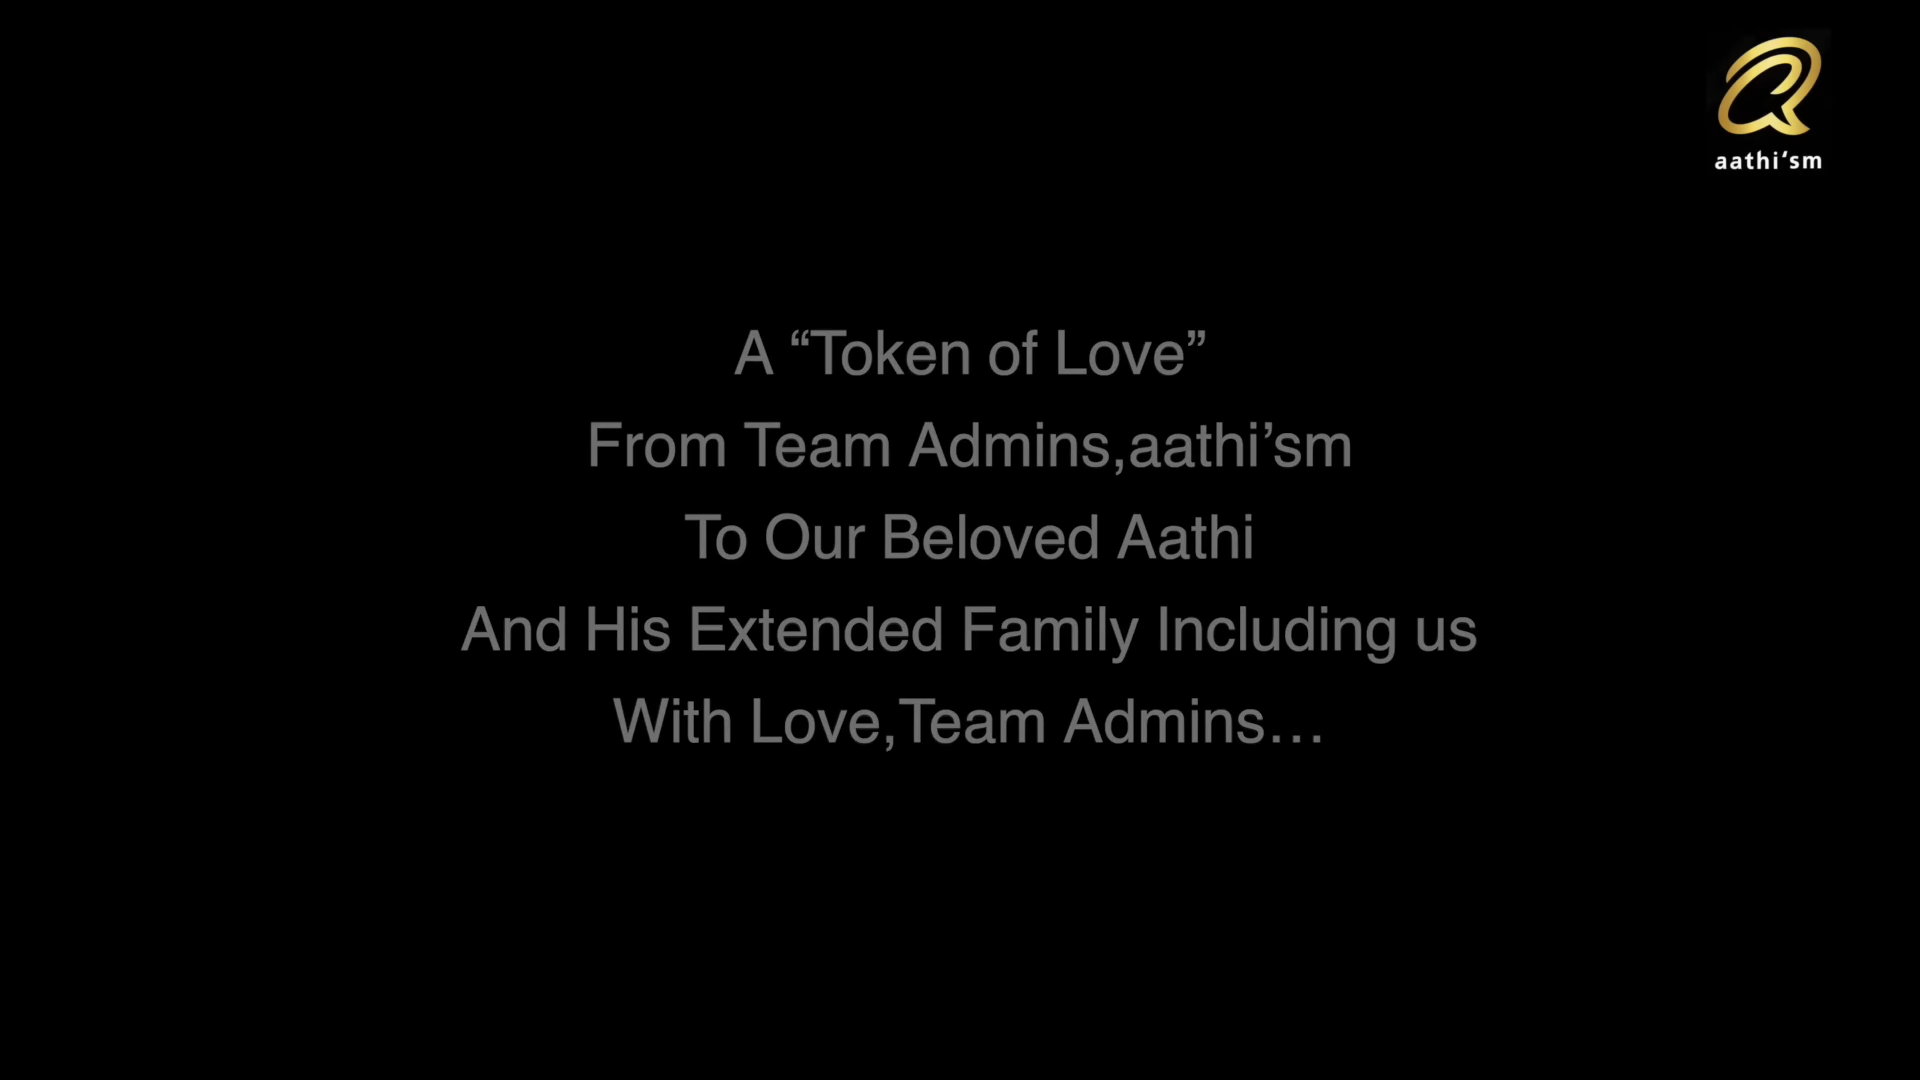 aathi‘sm
A “Token of Love”
From Team Admins,aathi’sm
To Our Beloved Aathi
And His Extended Family Including us
With Love,Team Admins...